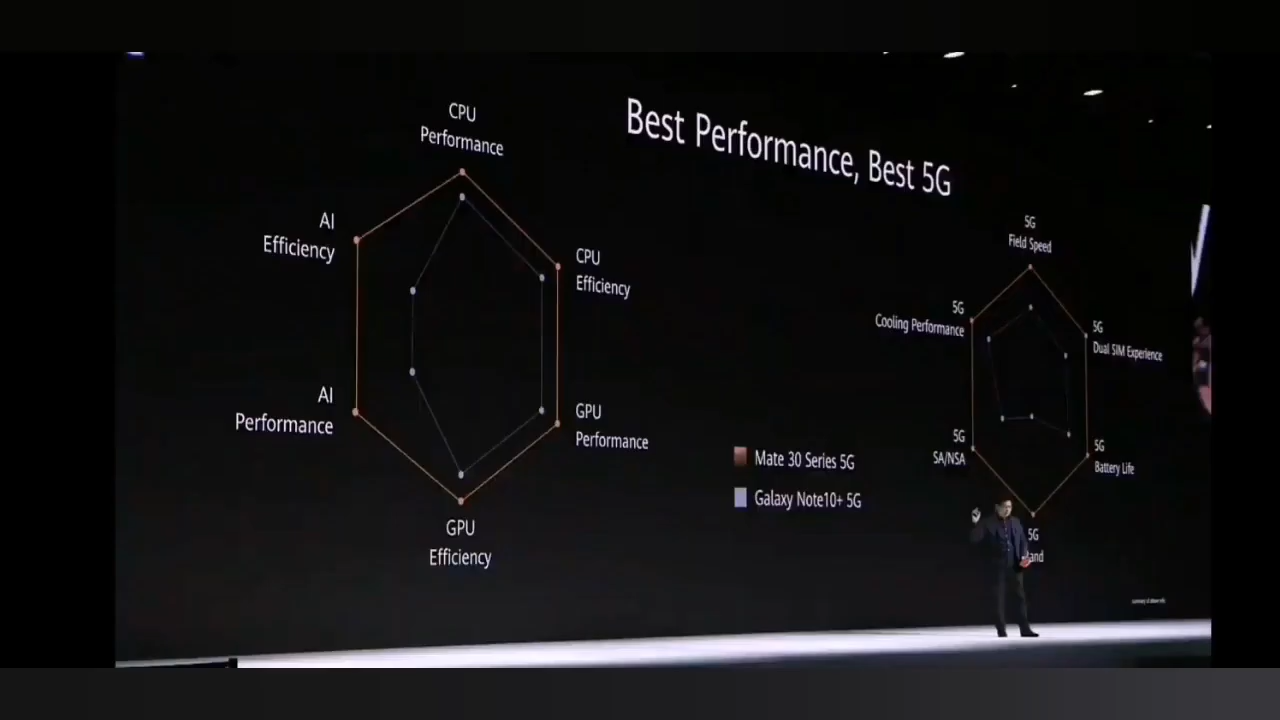 Best Performance, Best 5G
CPU
Performance
AI
Efficiency
CPU
Efficiency
AI
Performance
GPU
Performance
GPU
Efficiency
Mate 30 Series 5G
Galaxy Note10+ 5G
5G
Field Speed
5G
Cooling Performance
5G
Dual SIM Experience
5G
SA/NSA
5G
Battery Life
5G